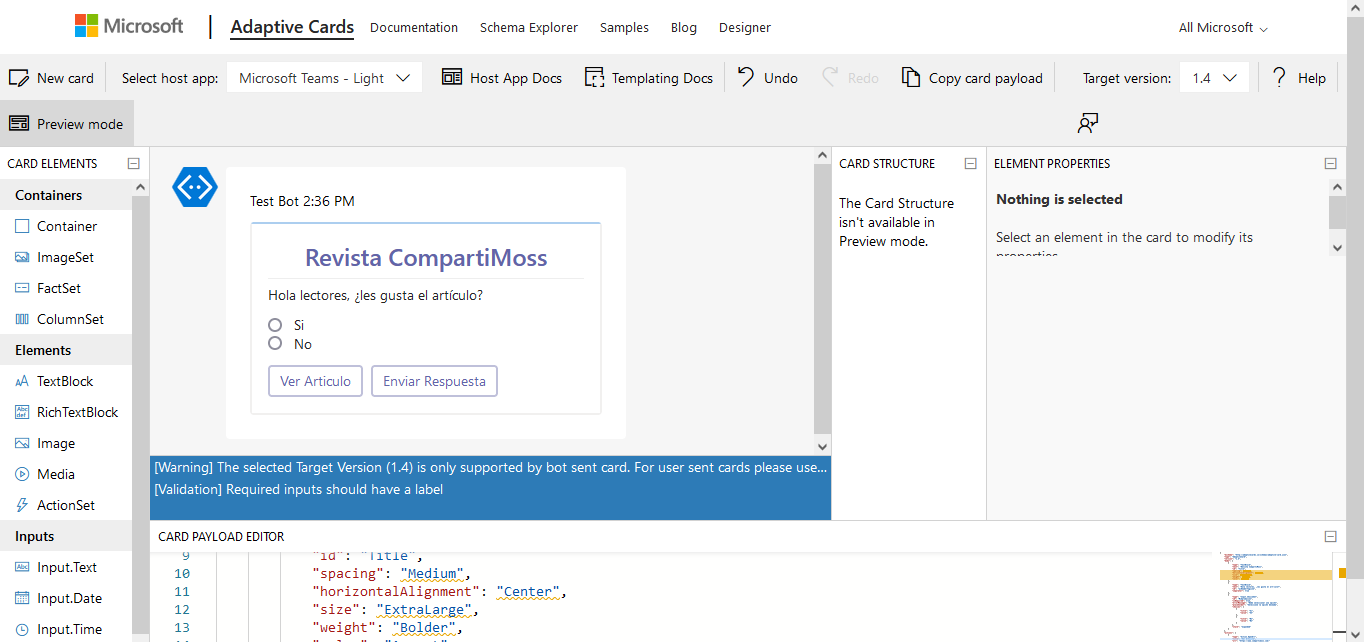 Microsoft | Adaptive Cards Documentation Schema Explorer Samples Blog Designer All Microsoft
New card Select host app: Microsoft Teams - Light Host App Docs Templating Docs Undo Redo Copy card payload Target version: 1.4 Help
Preview mode
CARD ELEMENTS
Containers
Container
ImageSet
FactSet
ColumnSet
Elements
TextBlock
RichTextBlock
Image
Media
ActionSet
Inputs
Input.Text
Input.Date
Input.Time
Test Bot 2:36 PM
Revista CompartiMoss
Hola lectores, ¿les gusta el artículo?
Si
No
Ver Articulo Enviar Respuesta
[Warning] The selected Target Version (1.4) is only supported by bot sent card. For user sent cards please use...
[Validation] Required inputs should have a label
CARD STRUCTURE
The Card Structure
isn't available in
Preview mode.
ELEMENT PROPERTIES
Nothing is selected
Select an element in the card to modify its
properties
CARD PAYLOAD EDITOR
9 "id": "Title",
10 "spacing": "Medium",
11 "horizontalAlignment": "Center",
12 "size": "ExtraLarge",
13 "weight": "Bolder",